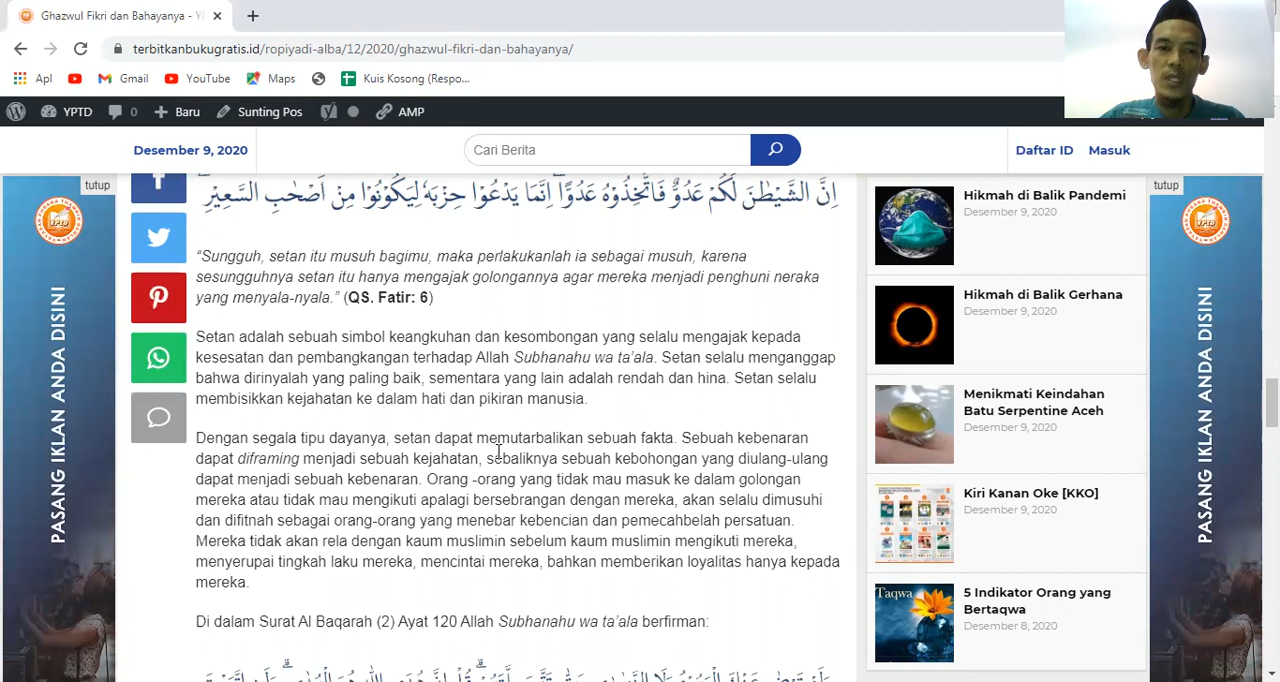 Ghazwul Fikri dan Bahayanya - Y
terbitkanbukugratis.id/ropiyadi-alba/12/2020/ghazwul-fikri-dan-bahayanya/
Apl
Gmail
YouTube
Maps
Kuis Kosong (Respo...
YPTD
0
Baru
Sunting Pos
AMP
Desember 9, 2020
Cari Berita
Daftar ID
Masuk
tutup
YPTD
PASANG IKLAN ANDA DISINI
اِنَّ الشَّيْطٰنَ لَكُمْ عَدُوٌّ فَاتَّخِذُوْهُ عَدُوًّاۗ اِنَّمَا يَدْعُوْا حِزْبَهٗ لِيَكُوْنُوْا مِنْ اَصْحٰبِ السَّعِيْرِۗ
“Sungguh, setan itu musuh bagimu, maka perlakukanlah ia sebagai musuh, karena
sesungguhnya setan itu hanya mengajak golongannya agar mereka menjadi penghuni neraka
yang menyala-nyala.” (QS. Fatir: 6)
Setan adalah sebuah simbol keangkuhan dan kesombongan yang selalu mengajak kepada
kesesatan dan pembangkangan terhadap Allah Subhanahu wa ta’ala. Setan selalu menganggap
bahwa dirinyalah yang paling baik, sementara yang lain adalah rendah dan hina. Setan selalu
membisikkan kejahatan ke dalam hati dan pikiran manusia.
Dengan segala tipu dayanya, setan dapat memutarbalikan sebuah fakta. Sebuah kebenaran
dapat diframing menjadi sebuah kejahatan, sebaliknya sebuah kebohongan yang diulang-ulang
dapat menjadi sebuah kebenaran. Orang -orang yang tidak mau masuk ke dalam golongan
mereka atau tidak mau mengikuti apalagi berseberangan dengan mereka, akan selalu dimusuhi
dan difitnah sebagai orang-orang yang menebar kebencian dan pemecahbelah persatuan.
Mereka tidak akan rela dengan kaum muslimin sebelum kaum muslimin mengikuti mereka,
menyerupai tingkah laku mereka, mencintai mereka, bahkan memberikan loyalitas hanya kepada
mereka.
Di dalam Surat Al Baqarah (2) Ayat 120 Allah Subhanahu wa ta’ala berfirman:
Hikmah di Balik Pandemi
Desember 9, 2020
Hikmah di Balik Gerhana
Desember 9, 2020
Menikmati Keindahan
Batu Serpentine Aceh
Desember 9, 2020
Kiri Kanan Oke [KKO]
Desember 9, 2020
Taqwa
5 Indikator Orang yang
Bertaqwa
Desember 8, 2020
tutup
YPTD
PASANG IKLAN ANDA DISINI